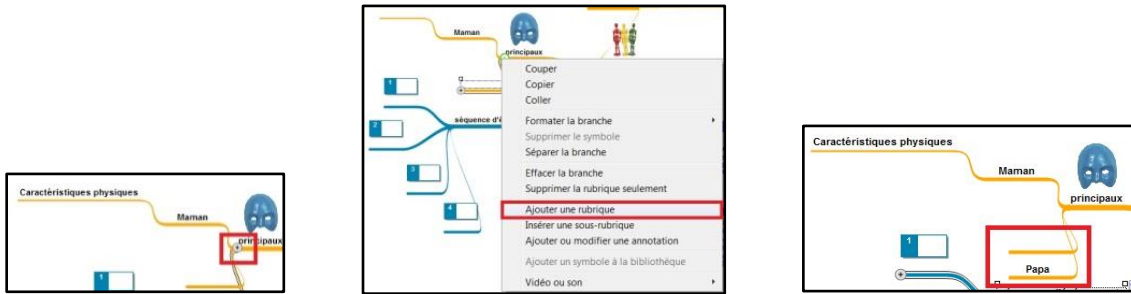 Caractéristiques physiques
Maman
principaux
1
Maman
principaux
1
2
séquence d'é
3
4
Couper
Copier
Coller
Formater la branche
Supprimer le symbole
Séparer la branche
Effacer la branche
Supprimer la rubrique seulement
Ajouter une rubrique
Insérer une sous-rubrique
Ajouter ou modifier une annotation
Ajouter un symbole à la bibliothèque
Vidéo ou son
Caractéristiques physiques
Maman
principaux
1
Papa